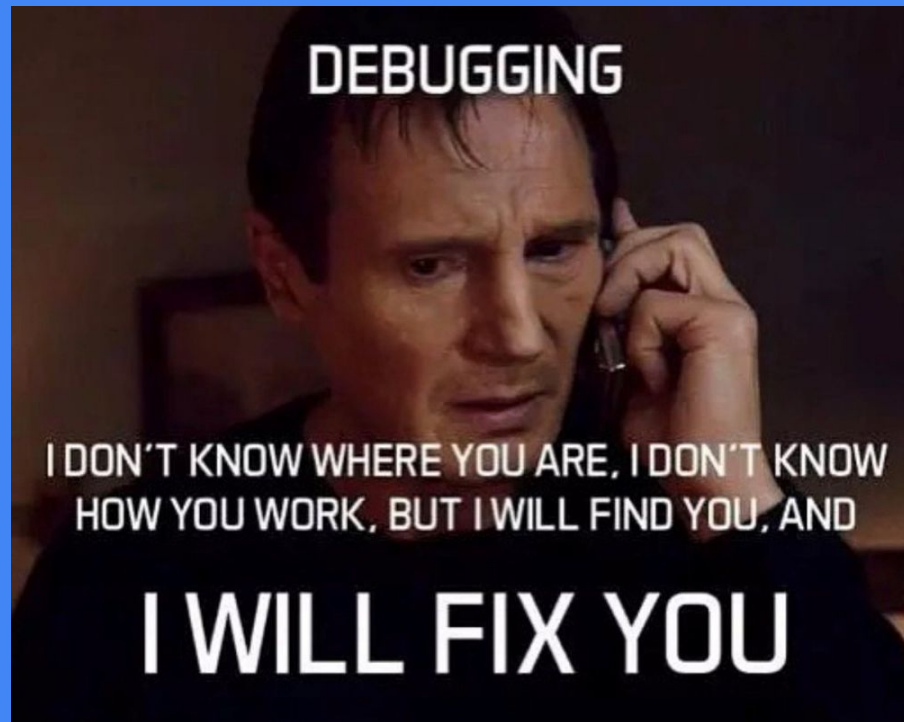 DEBUGGING
I DON'T KNOW WHERE YOU ARE, I DON'T KNOW
HOW YOU WORK, BUT I WILL FIND YOU, AND
I WILL FIX YOU